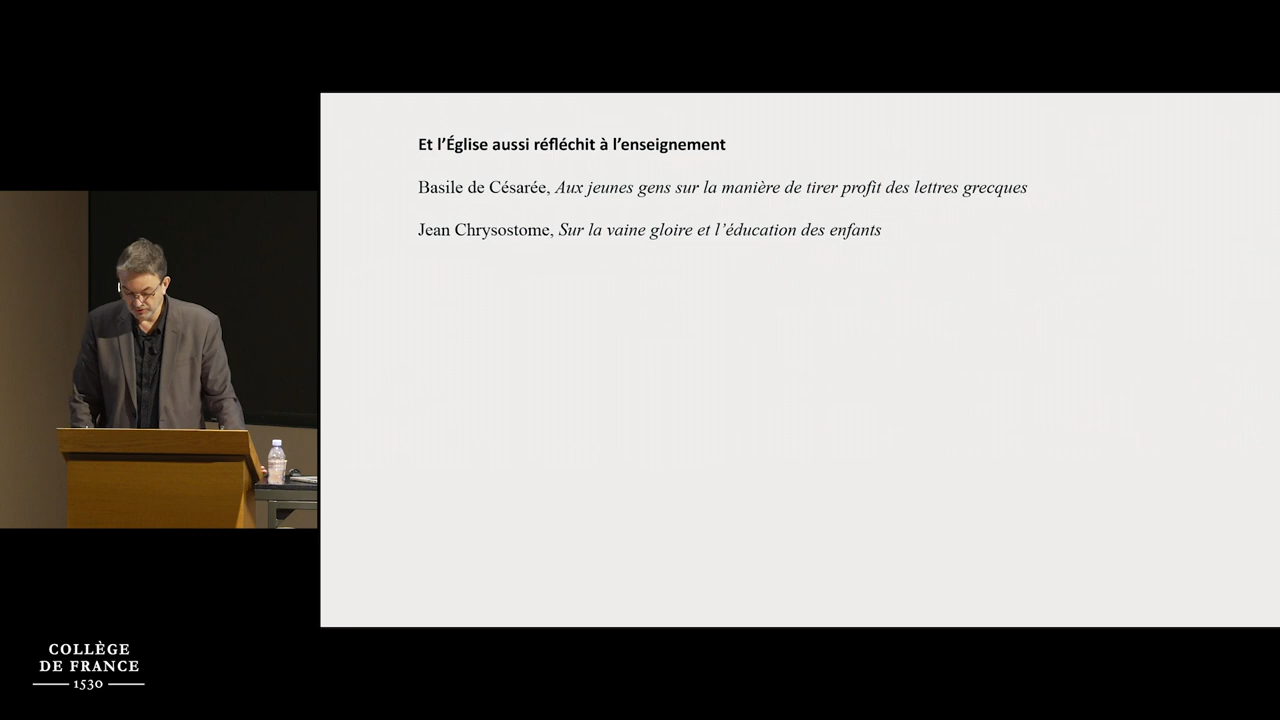 Et l’Église aussi réfléchit à l’enseignement
Basile de Césarée, Aux jeunes gens sur la manière de tirer profit des lettres grecques
Jean Chrysostome, Sur la vaine gloire et l’éducation des enfants
COLLÈGE
DE FRANCE
1530